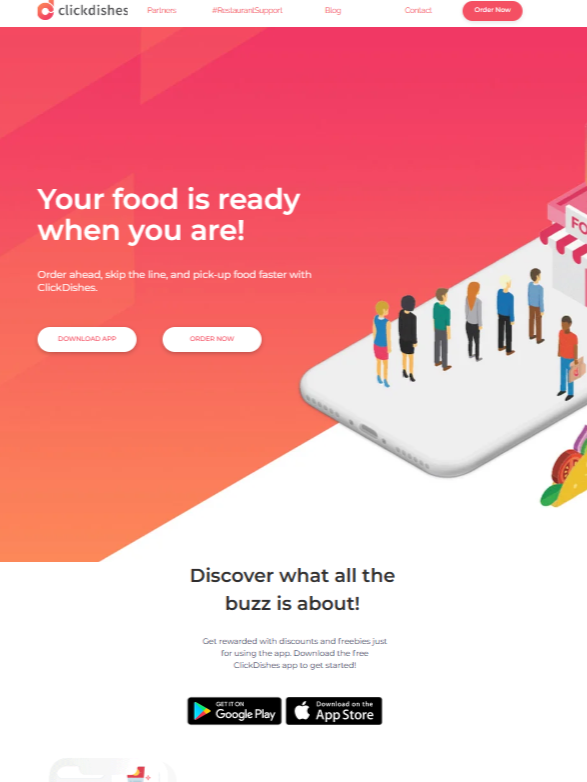 clickdishes
Partners
#RestaurantSupport
Blog
Contact
Order Now
Your food is ready
when you are!
Order ahead, skip the line, and pick-up food faster with
ClickDishes.
DOWNLOAD APP
ORDER NOW
FO
Discover what all the
buzz is about!
Get rewarded with discounts and freebies just
for using the app. Download the free
ClickDishes app to get started!
GET IT ON
Google Play
Download on the
App Store